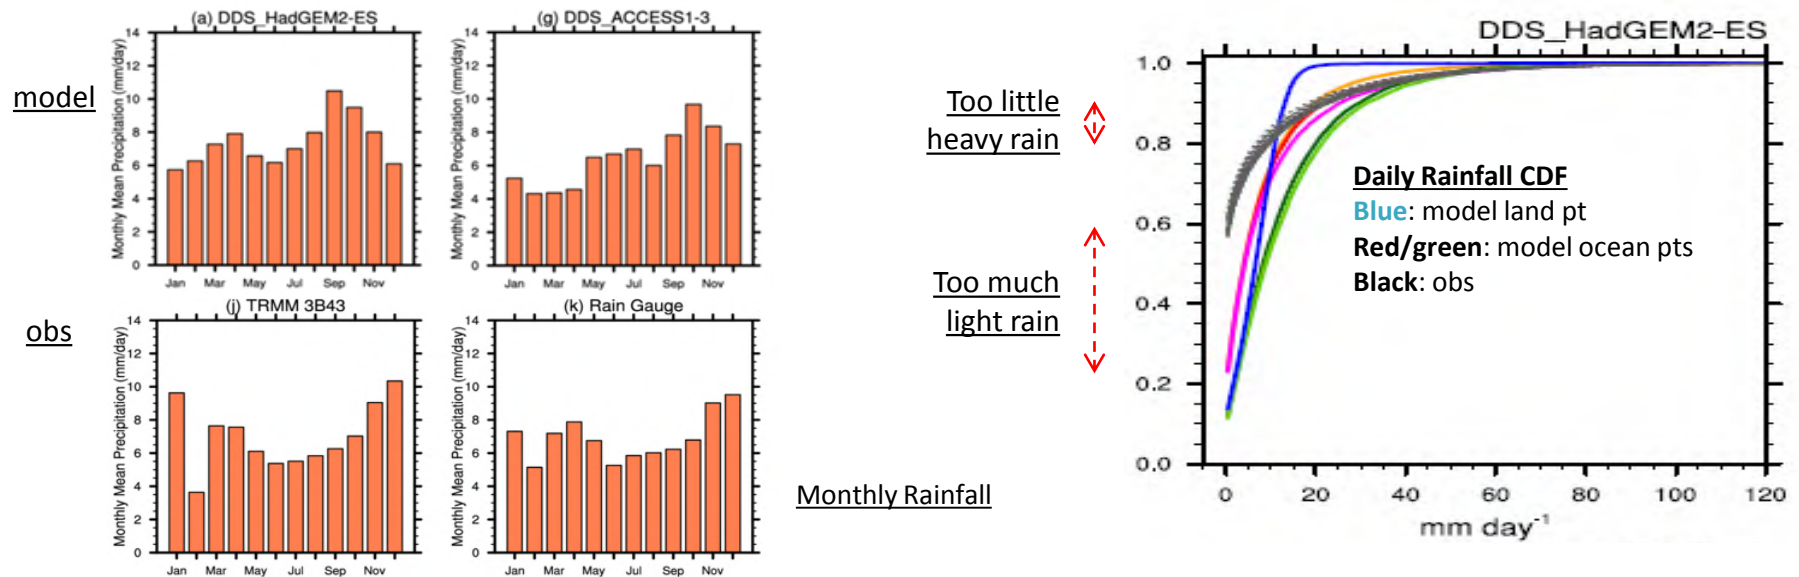 model
obs
(a) DDS_HadGEM2-ES
Monthly Mean Precipitation (mm/day)
14
12
10
8
6
4
2
0
Jan Mar May Jul Sep Nov
(g) DDS_ACCESS1-3
Monthly Mean Precipitation (mm/day)
14
12
10
8
6
4
2
0
Jan Mar May Jul Sep Nov
(j) TRMM 3B43
Monthly Mean Precipitation (mm/day)
14
12
10
8
6
4
2
0
Jan Mar May Jul Sep Nov
(k) Rain Gauge
Monthly Mean Precipitation (mm/day)
14
12
10
8
6
4
2
0
Jan Mar May Jul Sep Nov
Monthly Rainfall
Too little
heavy rain
Too much
light rain
DDS_HadGEM2-ES
1.0
0.8
0.6
0.4
0.2
0.0
Daily Rainfall CDF
Blue: model land pt
Red/green: model ocean pts
Black: obs
0 20 40 60 80 100 120
mm day⁻¹